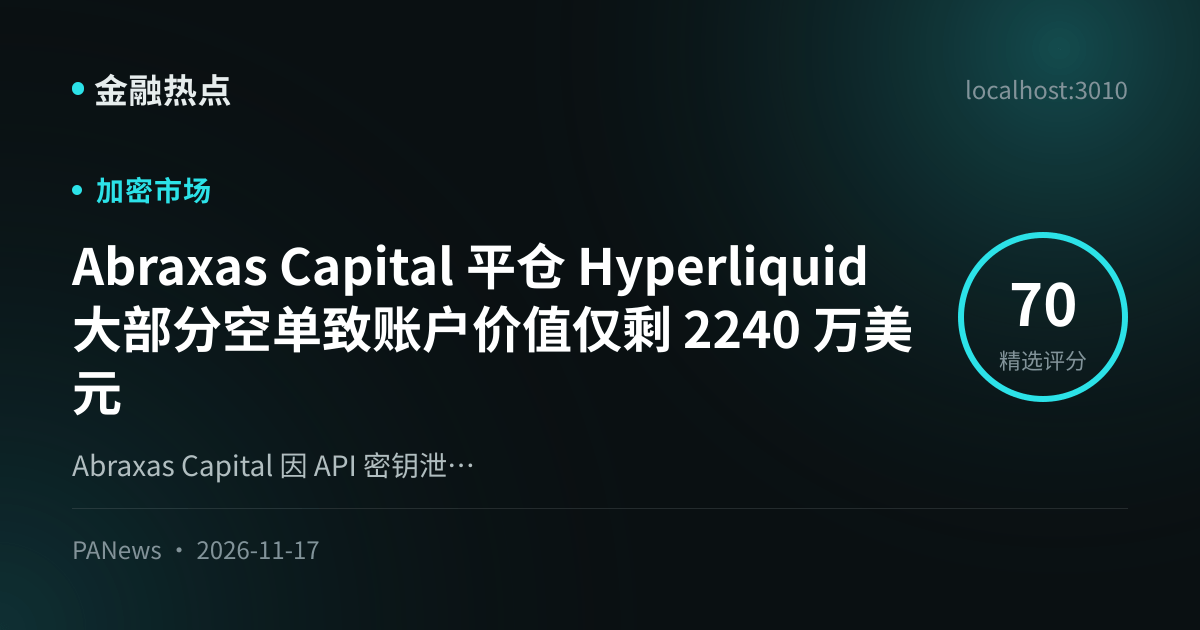 金融热点
localhost:3010
加密市场
Abraxas Capital 平仓 Hyperliquid
大部分空单致账户价值仅剩 2240 万美
元
70
精选评分
Abraxas Capital 因 API 密钥泄…
PANews • 2026-11-17